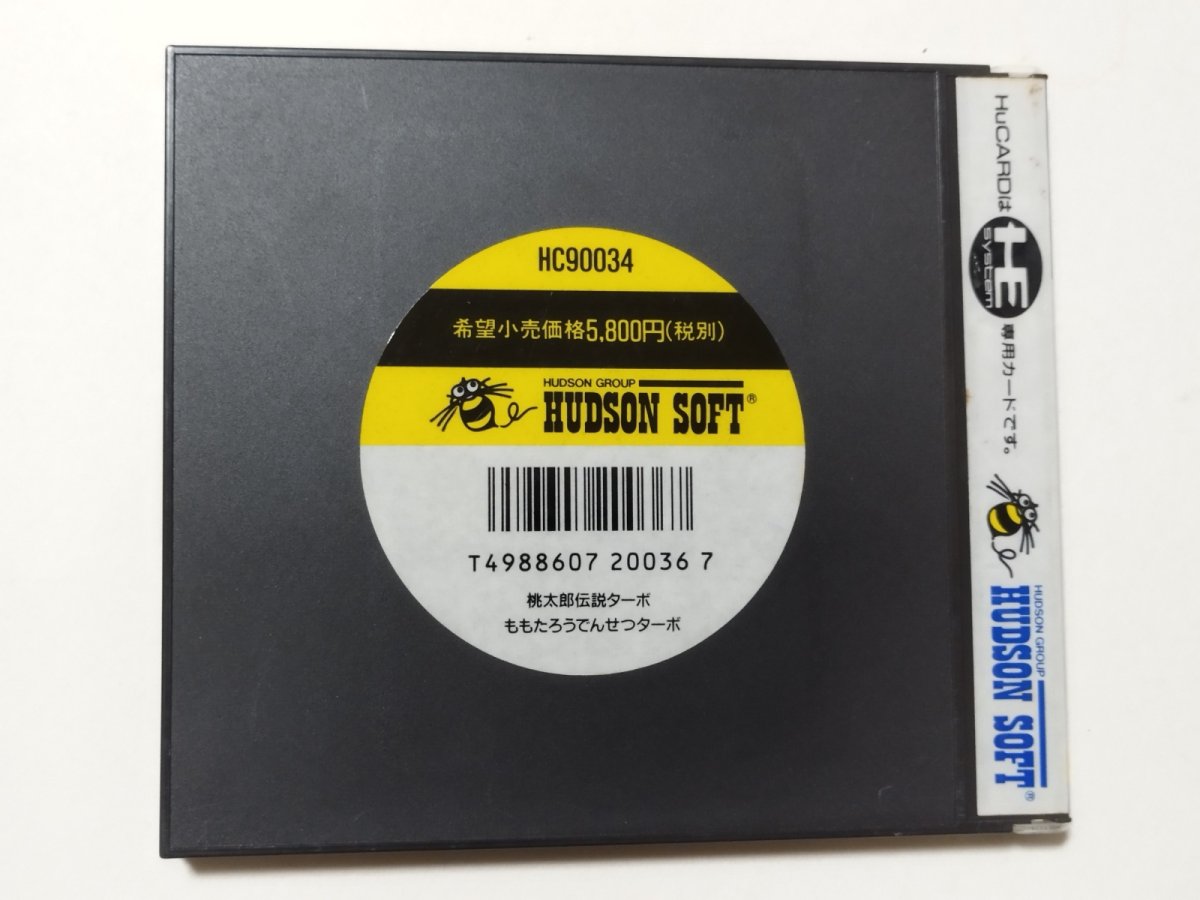 HC90034
希望小売価格5,800円(税別)
HUDSON GROUP
HUDSON SOFT®
T4988607 20036 7
桃太郎伝説ターボ
ももたろうでんせつターボ
HuCARDは
HE
system
専用カードです。
HUDSON GROUP
HUDSON SOFT®